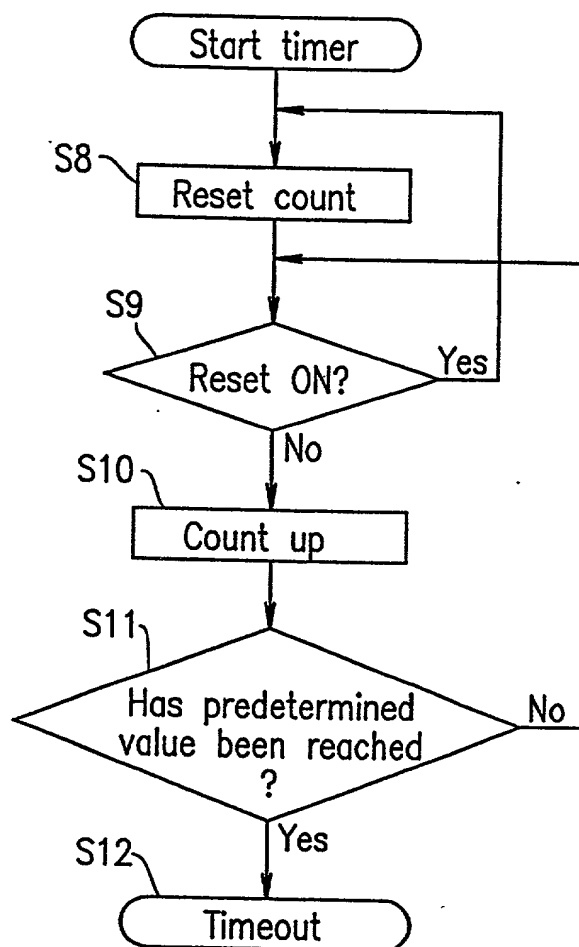 Start timer
S8
Reset count
S9
Reset ON?
Yes
No
S10
Count up
S11
Has predetermined
value been reached
?
No
Yes
S12
Timeout